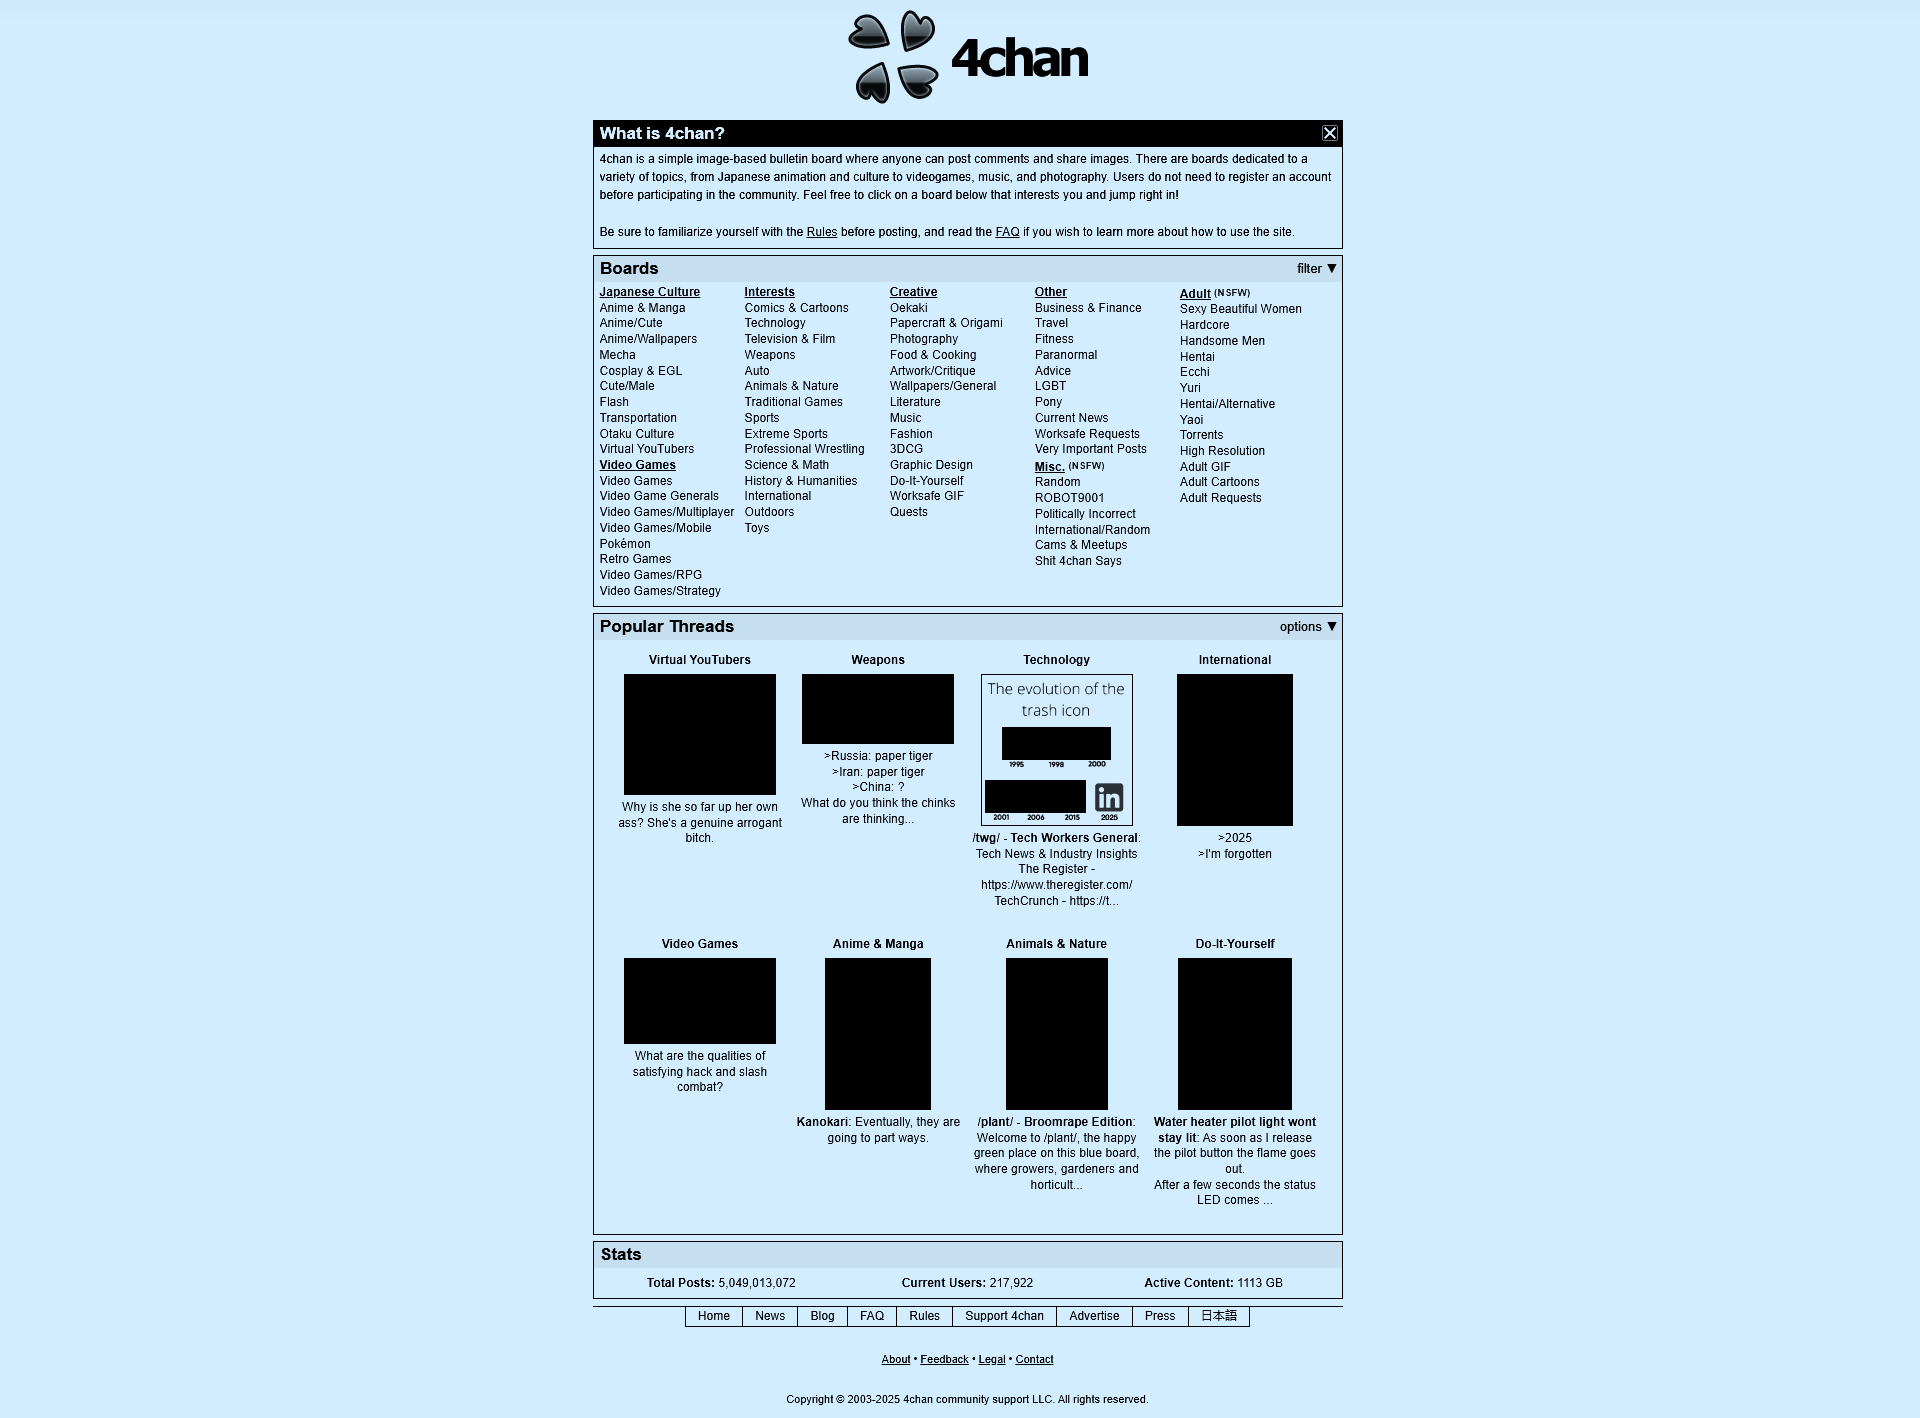 4chan
What is 4chan?
4chan is a simple image-based bulletin board where anyone can post comments and share images. There are boards dedicated to a
variety of topics, from Japanese animation and culture to videogames, music, and photography. Users do not need to register an account
before participating in the community. Feel free to click on a board below that interests you and jump right in!
Be sure to familiarize yourself with the Rules before posting, and read the FAQ if you wish to learn more about how to use the site.
Boards
filter ▼
Japanese Culture
Anime & Manga
Anime/Cute
Anime/Wallpapers
Mecha
Cosplay & EGL
Cute/Male
Flash
Transportation
Otaku Culture
Virtual YouTubers
Video Games
Video Games
Video Game Generals
Video Games/Multiplayer
Video Games/Mobile
Pokémon
Retro Games
Video Games/RPG
Video Games/Strategy
Interests
Comics & Cartoons
Technology
Television & Film
Weapons
Auto
Animals & Nature
Traditional Games
Sports
Extreme Sports
Professional Wrestling
Science & Math
History & Humanities
International
Outdoors
Toys
Creative
Oekaki
Papercraft & Origami
Photography
Food & Cooking
Artwork/Critique
Wallpapers/General
Literature
Music
Fashion
3DCG
Graphic Design
Do-It-Yourself
Worksafe GIF
Quests
Other
Business & Finance
Travel
Fitness
Paranormal
Advice
LGBT
Pony
Current News
Worksafe Requests
Very Important Posts
Misc. (NSFW)
Random
ROBOT9001
Politically Incorrect
International/Random
Cams & Meetups
Shit 4chan Says
Adult (NSFW)
Sexy Beautiful Women
Hardcore
Handsome Men
Hentai
Ecchi
Yuri
Hentai/Alternative
Yaoi
Torrents
High Resolution
Adult GIF
Adult Cartoons
Adult Requests
Popular Threads
options ▼
Virtual YouTubers
Why is she so far up her own
ass? She's a genuine arrogant
bitch.
Weapons
>Russia: paper tiger
>Iran: paper tiger
>China: ?
What do you think the chinks
are thinking...
Technology
The evolution of the
trash icon
1995 1998 2000
in
2001 2006 2015 2025
/twg/ - Tech Workers General:
Tech News & Industry Insights
The Register -
https://www.theregister.com/
TechCrunch - https://t...
International
>2025
>I'm forgotten
Video Games
What are the qualities of
satisfying hack and slash
combat?
Anime & Manga
Kanokari: Eventually, they are
going to part ways.
Animals & Nature
/plant/ - Broomrape Edition:
Welcome to /plant/, the happy
green place on this blue board,
where growers, gardeners and
horticult...
Do-It-Yourself
Water heater pilot light wont
stay lit: As soon as I release
the pilot button the flame goes
out.
After a few seconds the status
LED comes ...
Stats
Total Posts: 5,049,013,072
Current Users: 217,922
Active Content: 1113 GB
Home
News
Blog
FAQ
Rules
Support 4chan
Advertise
Press
日本語
About • Feedback • Legal • Contact
Copyright © 2003-2025 4chan community support LLC. All rights reserved.